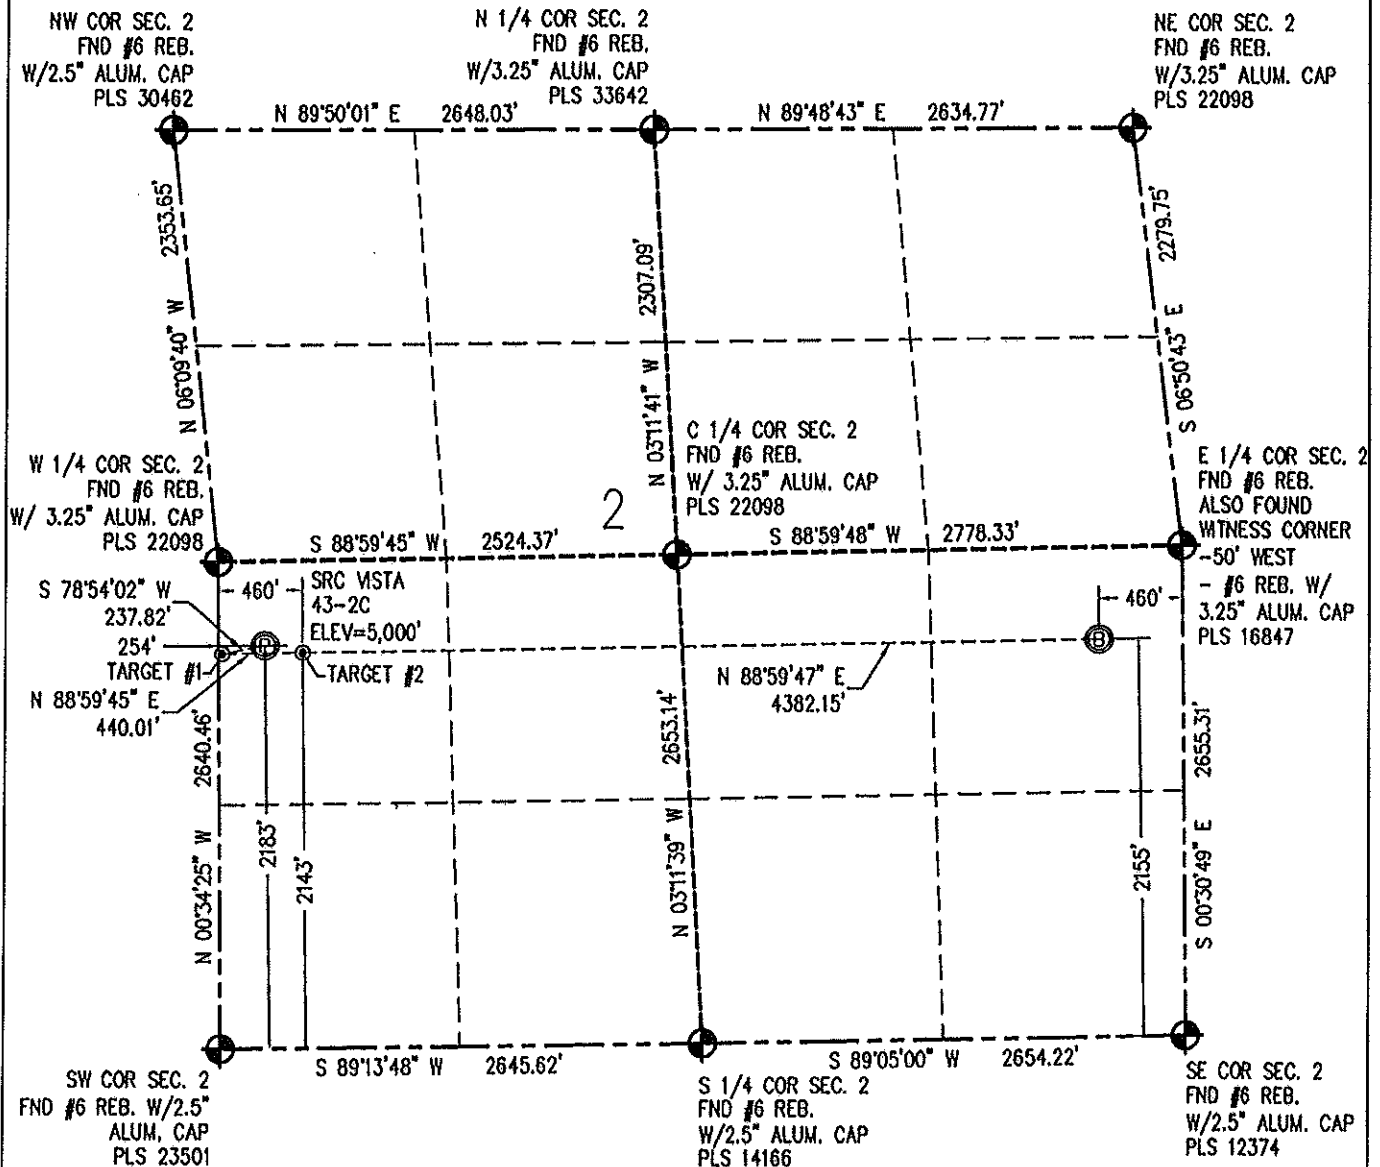 NW COR SEC. 2
FND #6 REB.
W/2.5" ALUM. CAP
PLS 30462
N 1/4 COR SEC. 2
FND #6 REB.
W/3.25" ALUM. CAP
PLS 33642
NE COR SEC. 2
FND #6 REB.
W/3.25" ALUM. CAP
PLS 22098
N 89°50'01" E 2648.03'
N 89°48'43" E 2634.77'
N 06°09'40" W 2353.65'
N 03°11'41" W 2307.09'
S 06°50'43" E 2279.75'
W 1/4 COR SEC. 2
FND #6 REB.
W/ 3.25" ALUM. CAP
PLS 22098
2
C 1/4 COR SEC. 2
FND #6 REB.
W/ 3.25" ALUM. CAP
PLS 22098
E 1/4 COR SEC. 2
FND #6 REB.
ALSO FOUND
WITNESS CORNER
~50' WEST
- #6 REB. W/
3.25" ALUM. CAP
PLS 16847
S 88°59'45" W 2524.37'
S 88°59'48" W 2778.33'
S 78°54'02" W
237.82'
254'
TARGET #1
N 88°59'45" E
440.01'
460'
SRC VISTA
43-2C
ELEV=5,000'
P
TARGET #2
N 88°59'47" E
4382.15'
460'
B
N 00°34'25" W 2640.46'
2183'
2143'
N 03°11'39" W 2653.14'
2155'
S 00°30'49" E 2655.31'
S 89°13'48" W 2645.62'
S 89°05'00" W 2654.22'
SW COR SEC. 2
FND #6 REB. W/2.5"
ALUM. CAP
PLS 23501
S 1/4 COR SEC. 2
FND #6 REB.
W/2.5" ALUM. CAP
PLS 14166
SE COR SEC. 2
FND #6 REB.
W/2.5" ALUM. CAP
PLS 12374